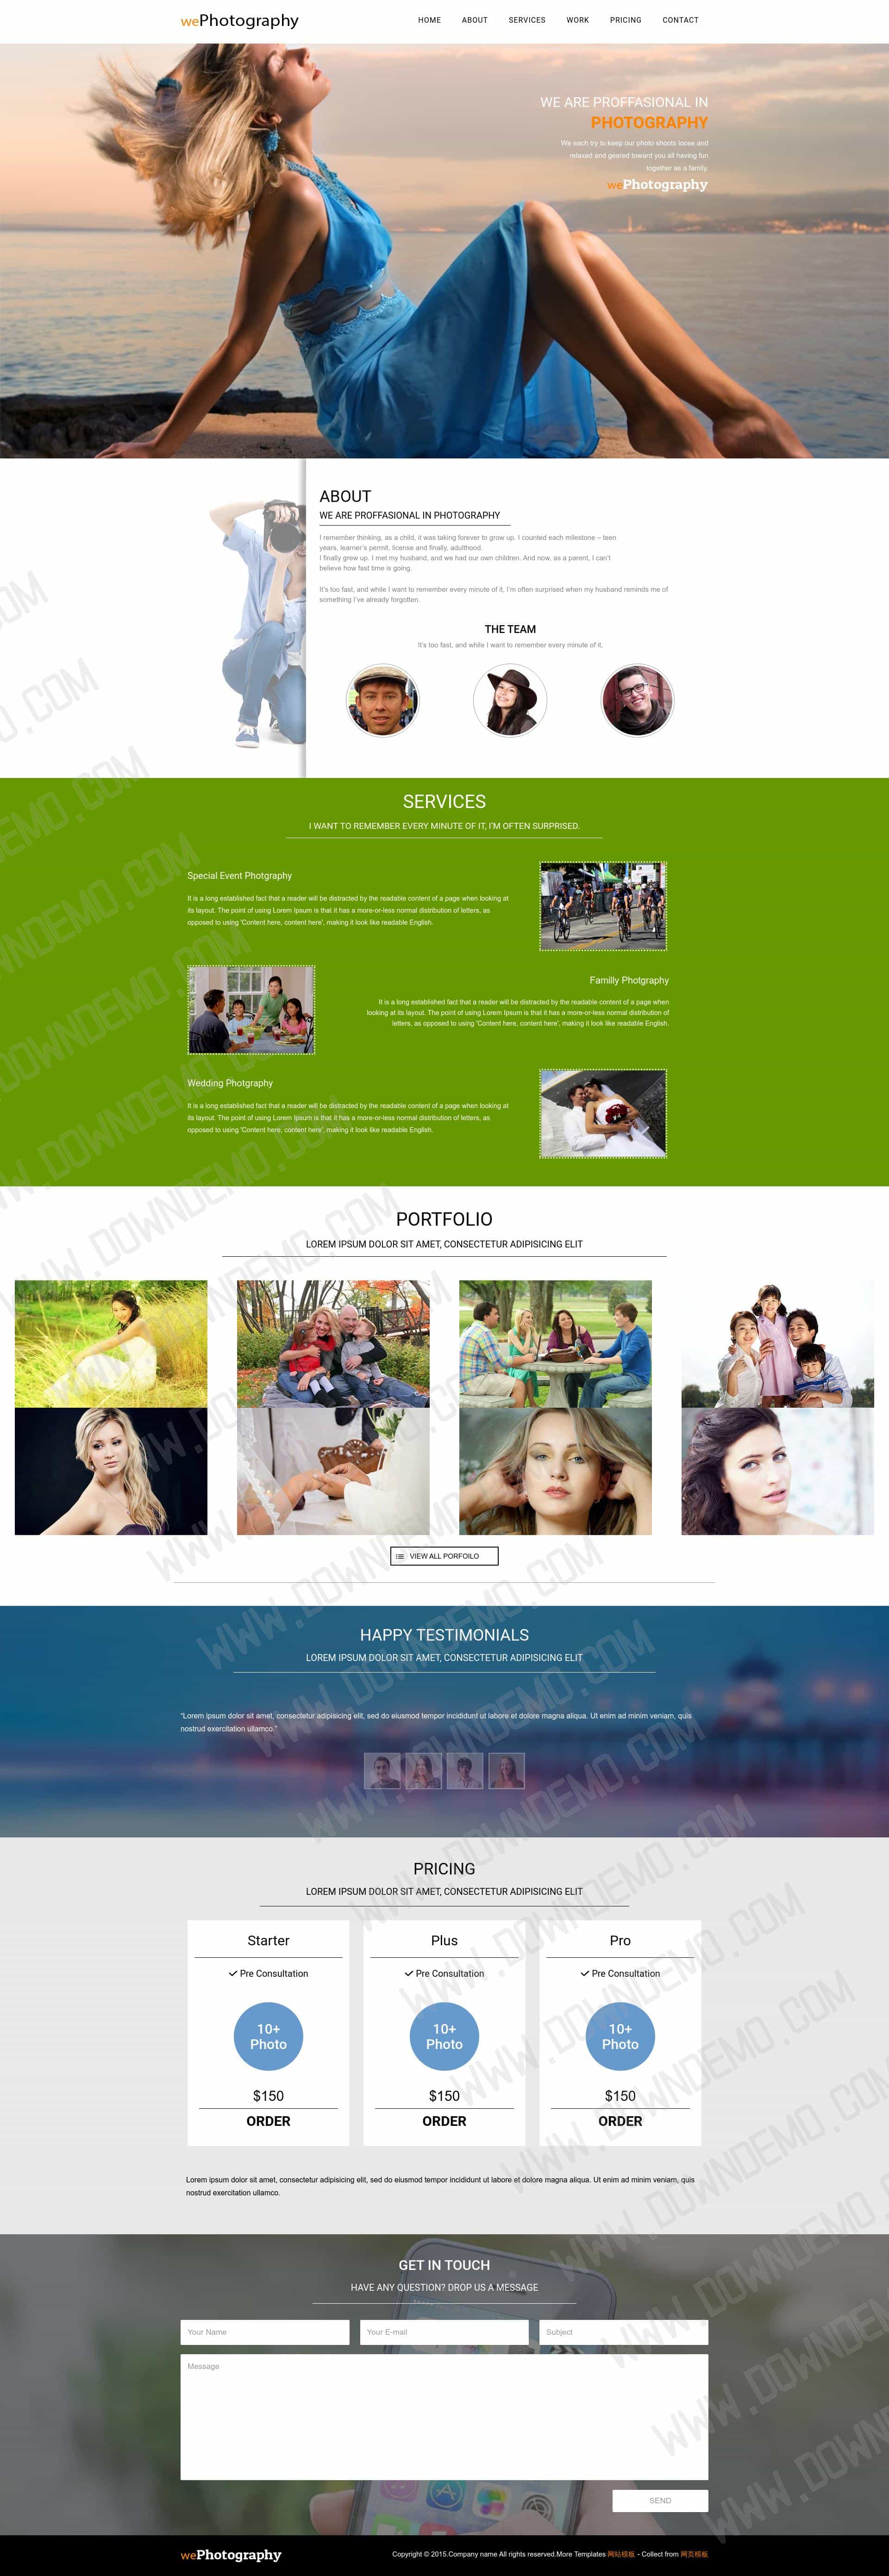 wePhotography
HOME ABOUT SERVICES WORK PRICING CONTACT
WE ARE PROFFASIONAL IN
PHOTOGRAPHY
We each try to keep our photo shoots loose and
relaxed and geared toward you all having fun
together as a family.
wePhotography
ABOUT
WE ARE PROFFASIONAL IN PHOTOGRAPHY
I remember thinking, as a child, it was taking forever to grow up. I counted each milestone – teen
years, learner's permit, license and finally, adulthood.
I finally grew up. I met my husband, and we had our own children. And now, as a parent, I can't
believe how fast time is going.
It's too fast, and while I want to remember every minute of it, I'm often surprised when my husband reminds me of
something I've already forgotten.
THE TEAM
It's too fast, and while I want to remember every minute of it.
SERVICES
I WANT TO REMEMBER EVERY MINUTE OF IT, I'M OFTEN SURPRISED.
Special Event Photgraphy
It is a long established fact that a reader will be distracted by the readable content of a page when looking at
its layout. The point of using Lorem Ipsum is that it has a more-or-less normal distribution of letters, as
opposed to using 'Content here, content here', making it look like readable English.
Familly Photgraphy
It is a long established fact that a reader will be distracted by the readable content of a page when
looking at its layout. The point of using Lorem Ipsum is that it has a more-or-less normal distribution of
letters, as opposed to using 'Content here, content here', making it look like readable English.
Wedding Photgraphy
It is a long established fact that a reader will be distracted by the readable content of a page when looking at
its layout. The point of using Lorem Ipsum is that it has a more-or-less normal distribution of letters, as
opposed to using 'Content here, content here', making it look like readable English.
PORTFOLIO
LOREM IPSUM DOLOR SIT AMET, CONSECTETUR ADIPISICING ELIT
VIEW ALL PORFOILO
HAPPY TESTIMONIALS
LOREM IPSUM DOLOR SIT AMET, CONSECTETUR ADIPISICING ELIT
"Lorem ipsum dolor sit amet, consectetur adipisicing elit, sed do eiusmod tempor incididunt ut labore et dolore magna aliqua. Ut enim ad minim veniam, quis
nostrud exercitation ullamco."
PRICING
LOREM IPSUM DOLOR SIT AMET, CONSECTETUR ADIPISICING ELIT
Starter Plus Pro
Pre Consultation Pre Consultation Pre Consultation
10+ 10+ 10+
Photo Photo Photo
$150 $150 $150
ORDER ORDER ORDER
Lorem ipsum dolor sit amet, consectetur adipisicing elit, sed do eiusmod tempor incididunt ut labore et dolore magna aliqua. Ut enim ad minim veniam, quis
nostrud exercitation ullamco.
GET IN TOUCH
HAVE ANY QUESTION? DROP US A MESSAGE
Your Name Your E-mail Subject
Message
SEND
wePhotography
Copyright © 2015.Company name All rights reserved.More Templates 网站模板 - Collect from 网页模板
WWW.DOWNDEMO.COM